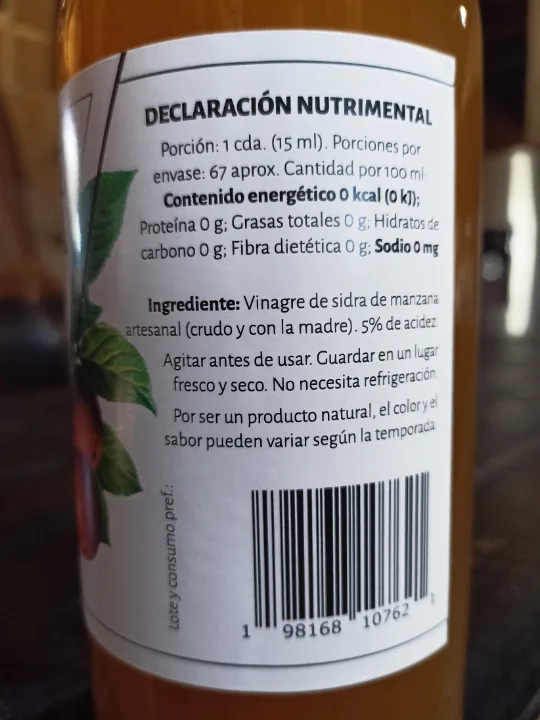 DECLARACIÓN NUTRIMENTAL
Porción: 1 cda. (15 ml). Porciones por
envase: 67 aprox. Cantidad por 100 ml:
Contenido energético 0 kcal (0 kJ);
Proteína 0 g; Grasas totales 0 g; Hidratos de
carbono 0 g; Fibra dietética 0 g; Sodio 0 mg
Ingrediente: Vinagre de sidra de manzana
artesanal (crudo y con la madre). 5% de acidez.
Agitar antes de usar. Guardar en un lugar
fresco y seco. No necesita refrigeración.
Por ser un producto natural, el color y el
sabor pueden variar según la temporada.
Lote y consumo pref.:
1 98168 10762 1